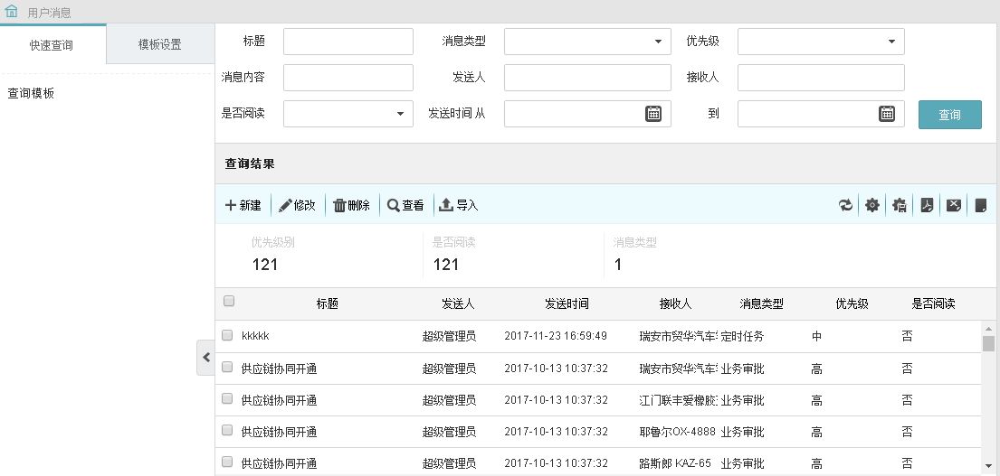 用户消息
快速查询 模板设置
查询模板
标题 消息类型 优先级
消息内容 发送人 接收人
是否阅读 发送时间 从 到 查询
查询结果
新建 修改 删除 查看 导入
优先级别 是否阅读 消息类型
121 121 1
标题 发送人 发送时间 接收人 消息类型 优先级 是否阅读
kkkkk 超级管理员 2017-11-23 16:59:49 瑞安市贸华汽车 定时任务 中 否
供应链协同开通 超级管理员 2017-10-13 10:37:32 瑞安市贸华汽车 业务审批 高 否
供应链协同开通 超级管理员 2017-10-13 10:37:32 江门联丰爱橡胶 业务审批 高 否
供应链协同开通 超级管理员 2017-10-13 10:37:32 耶鲁尔OX-4888 业务审批 高 否
供应链协同开通 超级管理员 2017-10-13 10:37:32 路斯郎 KAZ-65 业务审批 高 否